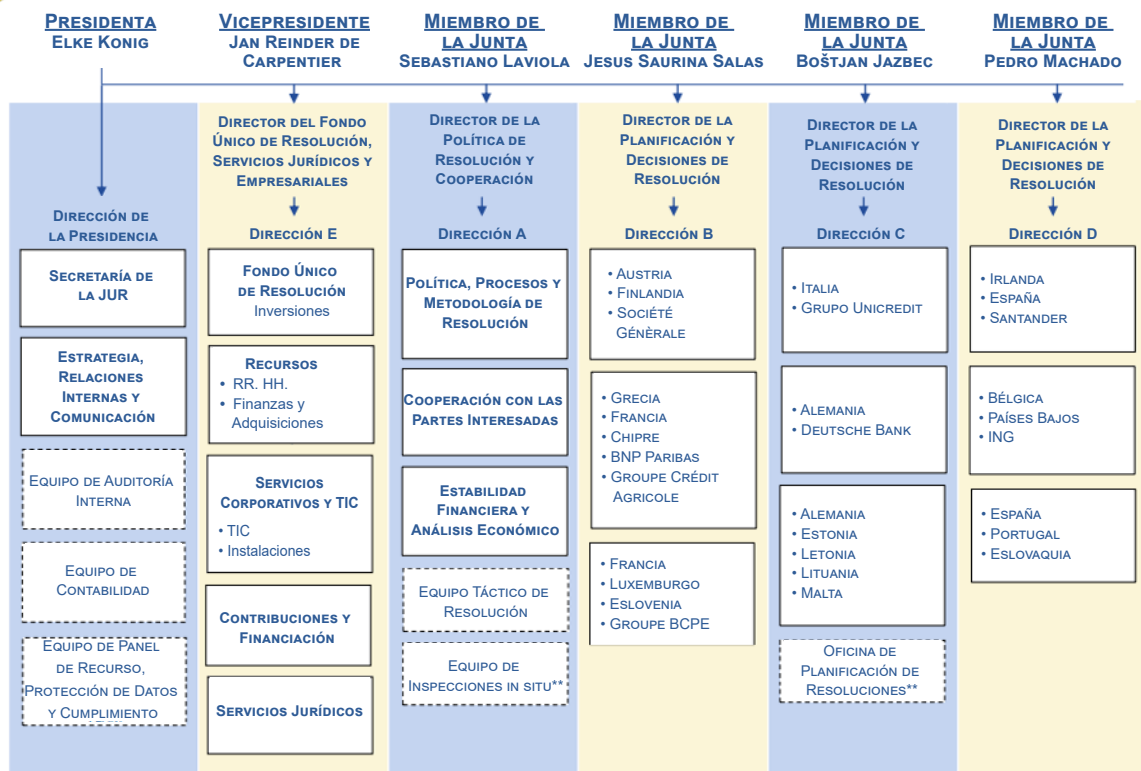 PRESIDENTA
ELKE KONIG
DIRECCIÓN DE
LA PRESIDENCIA
SECRETARÍA DE
LA JUR
ESTRATEGIA,
RELACIONES
INTERNAS Y
COMUNICACIÓN
EQUIPO DE AUDITORÍA
INTERNA
EQUIPO DE
CONTABILIDAD
EQUIPO DE PANEL
DE RECURSO,
PROTECCIÓN DE DATOS
Y CUMPLIMIENTO
VICEPRESIDENTE
JAN REINDER DE
CARPENTIER
DIRECTOR DEL FONDO
ÚNICO DE RESOLUCIÓN,
SERVICIOS JURÍDICOS Y
EMPRESARIALES
DIRECCIÓN E
FONDO ÚNICO
DE RESOLUCIÓN
Inversiones
RECURSOS
• RR. HH.
• Finanzas y
Adquisiciones
SERVICIOS
CORPORATIVOS Y TIC
• TIC
• Instalaciones
CONTRIBUCIONES Y
FINANCIACIÓN
SERVICIOS JURÍDICOS
MIEMBRO DE
LA JUNTA
SEBASTIANO LAVIOLA
DIRECTOR DE LA
POLÍTICA DE
RESOLUCIÓN Y
COOPERACIÓN
DIRECCIÓN A
POLÍTICA, PROCESOS Y
METODOLOGÍA DE
RESOLUCIÓN
COOPERACIÓN CON LAS
PARTES INTERESADAS
ESTABILIDAD
FINANCIERA Y
ANÁLISIS ECONÓMICO
EQUIPO TÁCTICO DE
RESOLUCIÓN
EQUIPO DE
INSPECCIONES IN SITU**
MIEMBRO DE
LA JUNTA
JESUS SAURINA SALAS
DIRECTOR DE LA
PLANIFICACIÓN Y
DECISIONES DE
RESOLUCIÓN
DIRECCIÓN B
• AUSTRIA
• FINLANDIA
• SOCIÉTÉ
GÉNÈRALE
• GRECIA
• FRANCIA
• CHIPRE
• BNP PARIBAS
• GROUPE CRÉDIT
AGRICOLE
• FRANCIA
• LUXEMBURGO
• ESLOVENIA
• GROUPE BCPE
MIEMBRO DE
LA JUNTA
BOŠTJAN JAZBEC
DIRECTOR DE LA
PLANIFICACIÓN Y
DECISIONES DE
RESOLUCIÓN
DIRECCIÓN C
• ITALIA
• GRUPO UNICREDIT
• ALEMANIA
• DEUTSCHE BANK
• ALEMANIA
• ESTONIA
• LETONIA
• LITUANIA
• MALTA
OFICINA DE
PLANIFICACIÓN DE
RESOLUCIONES**
MIEMBRO DE
LA JUNTA
PEDRO MACHADO
DIRECTOR DE LA
PLANIFICACIÓN Y
DECISIONES DE
RESOLUCIÓN
DIRECCIÓN D
• IRLANDA
• ESPAÑA
• SANTANDER
• BÉLGICA
• PAÍSES BAJOS
• ING
• ESPAÑA
• PORTUGAL
• ESLOVAQUIA